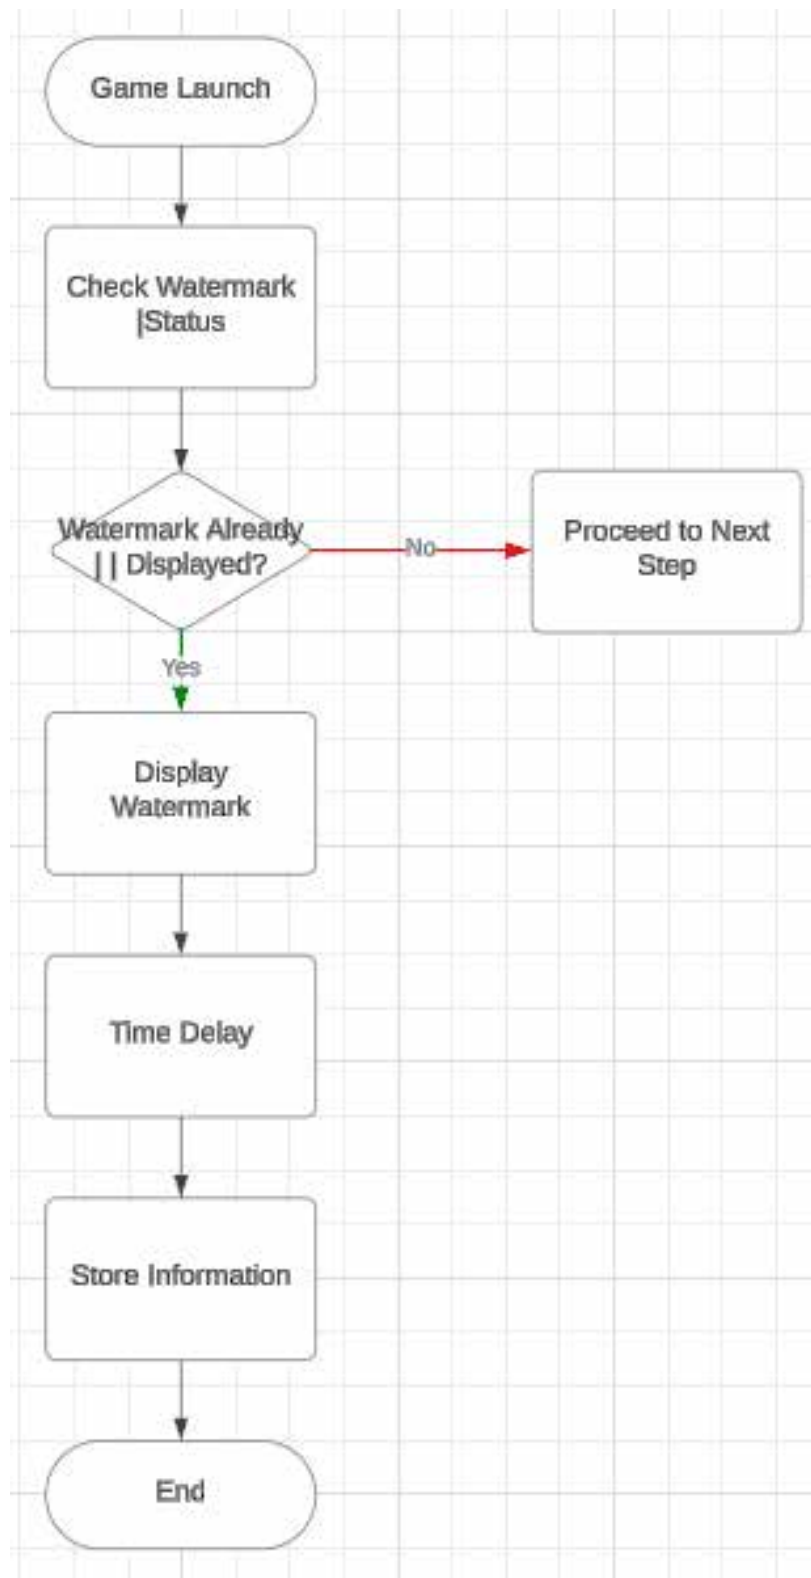 Game Launch
Check Watermark
|Status
Watermark Already
| | Displayed?
No
Proceed to Next
Step
Yes
Display
Watermark
Time Delay
Store Information
End